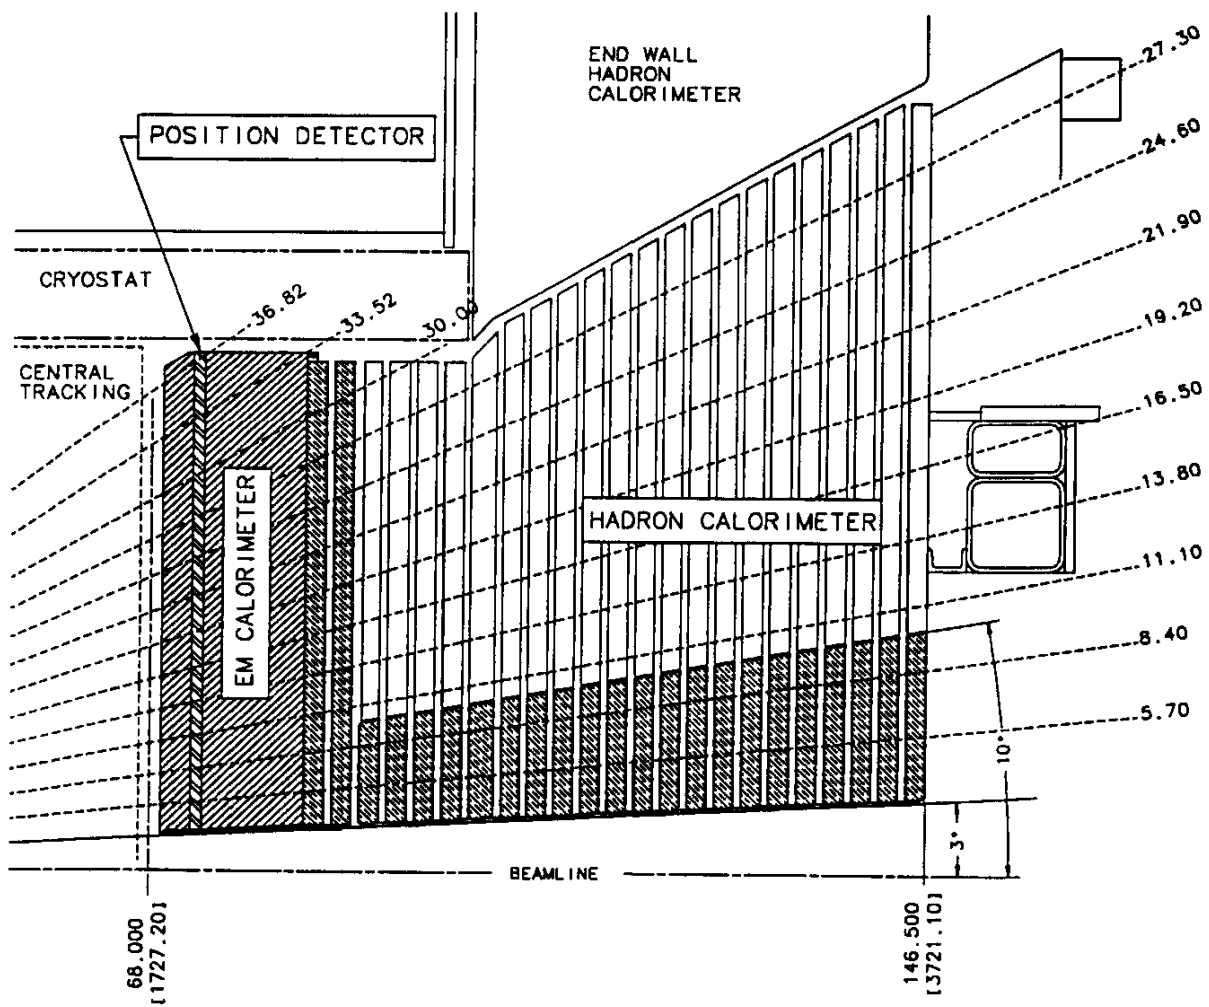 END WALL
HADRON
CALORIMETER
27.30
POSITION DETECTOR
24.60
21.90
CRYOSTAT
36.82
33.52
30.00
19.20
CENTRAL
TRACKING
16.50
13.80
EM CALORIMETER
HADRON CALORIMETER
11.10
8.40
5.70
10°
3°
BEAMLINE
68.000
[1727.20]
146.500
[3721.10]